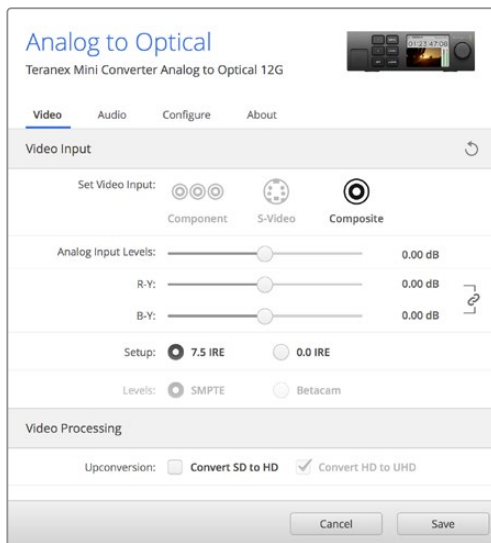 Analog to Optical
Teranex Mini Converter Analog to Optical 12G
01:23:47:08
Video Audio Configure About
Video Input
Set Video Input:
Component S-Video Composite
Analog Input Levels: 0.00 dB
R-Y: 0.00 dB
B-Y: 0.00 dB
Setup: 7.5 IRE 0.0 IRE
Levels: SMPTE Betacam
Video Processing
Upconversion: Convert SD to HD Convert HD to UHD
Cancel Save